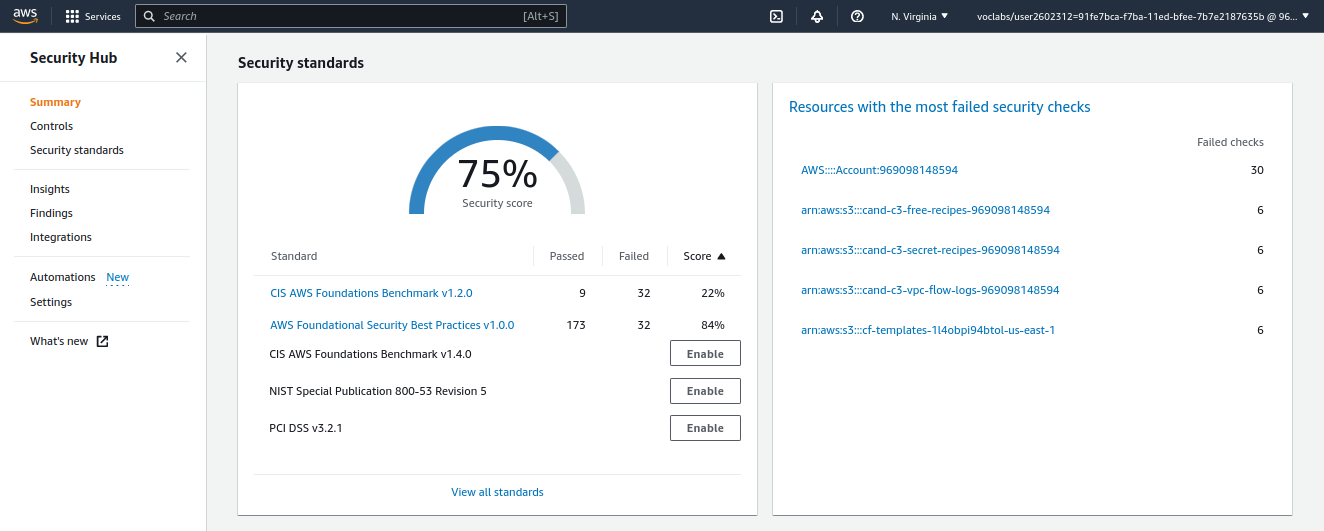 aws
Services
Search [Alt+S]
N. Virginia
voclabs/user2602312=91fe7bca-f7ba-11ed-bfee-7b7e2187635b @ 96...
Security Hub
Summary
Controls
Security standards
Insights
Findings
Integrations
Automations New
Settings
What's new
Security standards
75%
Security score
Standard Passed Failed Score
CIS AWS Foundations Benchmark v1.2.0 9 32 22%
AWS Foundational Security Best Practices v1.0.0 173 32 84%
CIS AWS Foundations Benchmark v1.4.0 Enable
NIST Special Publication 800-53 Revision 5 Enable
PCI DSS v3.2.1 Enable
View all standards
Resources with the most failed security checks
Failed checks
AWS::::Account:969098148594 30
arn:aws:s3:::cand-c3-free-recipes-969098148594 6
arn:aws:s3:::cand-c3-secret-recipes-969098148594 6
arn:aws:s3:::cand-c3-vpc-flow-logs-969098148594 6
arn:aws:s3:::cf-templates-1l4obpi94btol-us-east-1 6